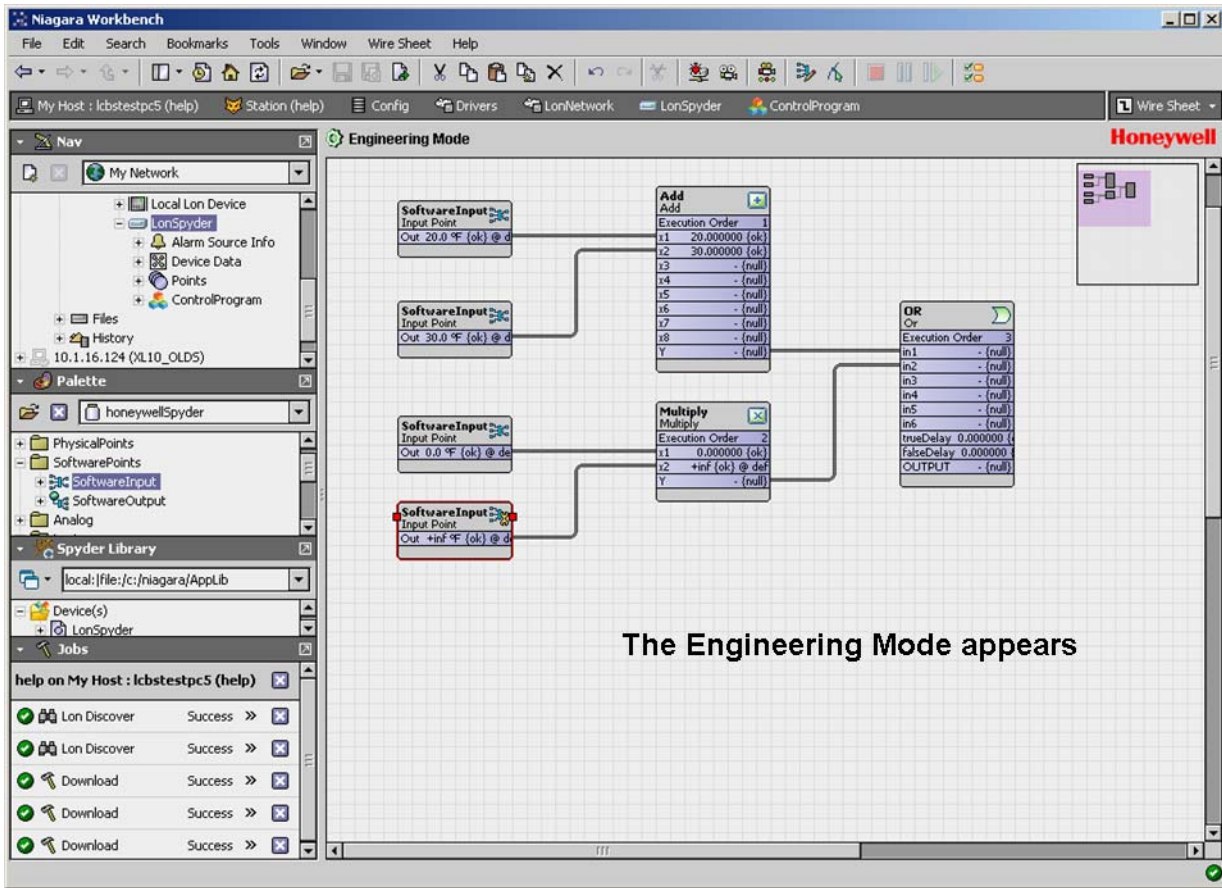 Niagara Workbench
File Edit Search Bookmarks Tools Window Wire Sheet Help
My Host : lcbstestpc5 (help) Station (help) Config Drivers LonNetwork LonSpyder ControlProgram Wire Sheet
Nav
My Network
Local Lon Device
LonSpyder
Alarm Source Info
Device Data
Points
ControlProgram
Files
History
10.1.16.124 (XL10_OLDS)
Palette
honeywellSpyder
PhysicalPoints
SoftwarePoints
SoftwareInput
SoftwareOutput
Analog
Spyder Library
local:|file:/c:/niagara/AppLib
Device(s)
LonSpyder
Jobs
help on My Host : lcbstestpc5 (help)
Lon Discover Success »
Lon Discover Success »
Download Success »
Download Success »
Download Success »
Engineering Mode
Honeywell
SoftwareInput
Input Point
Out 20.0 °F {ok} @ d
SoftwareInput
Input Point
Out 30.0 °F {ok} @ d
SoftwareInput
Input Point
Out 0.0 °F {ok} @ de
SoftwareInput
Input Point
Out +inf °F {ok} @ de
Add
Add
Execution Order 1
x1 20.000000 {ok}
x2 30.000000 {ok}
x3 - {null}
x4 - {null}
x5 - {null}
x6 - {null}
x7 - {null}
x8 - {null}
Y - {null}
Multiply
Multiply
Execution Order 2
x1 0.000000 {ok}
x2 +inf {ok} @ def
Y - {null}
OR
Or
Execution Order 3
in1 - {null}
in2 - {null}
in3 - {null}
in4 - {null}
in5 - {null}
in6 - {null}
trueDelay 0.000000 {
falseDelay 0.000000 {
OUTPUT - {null}
The Engineering Mode appears